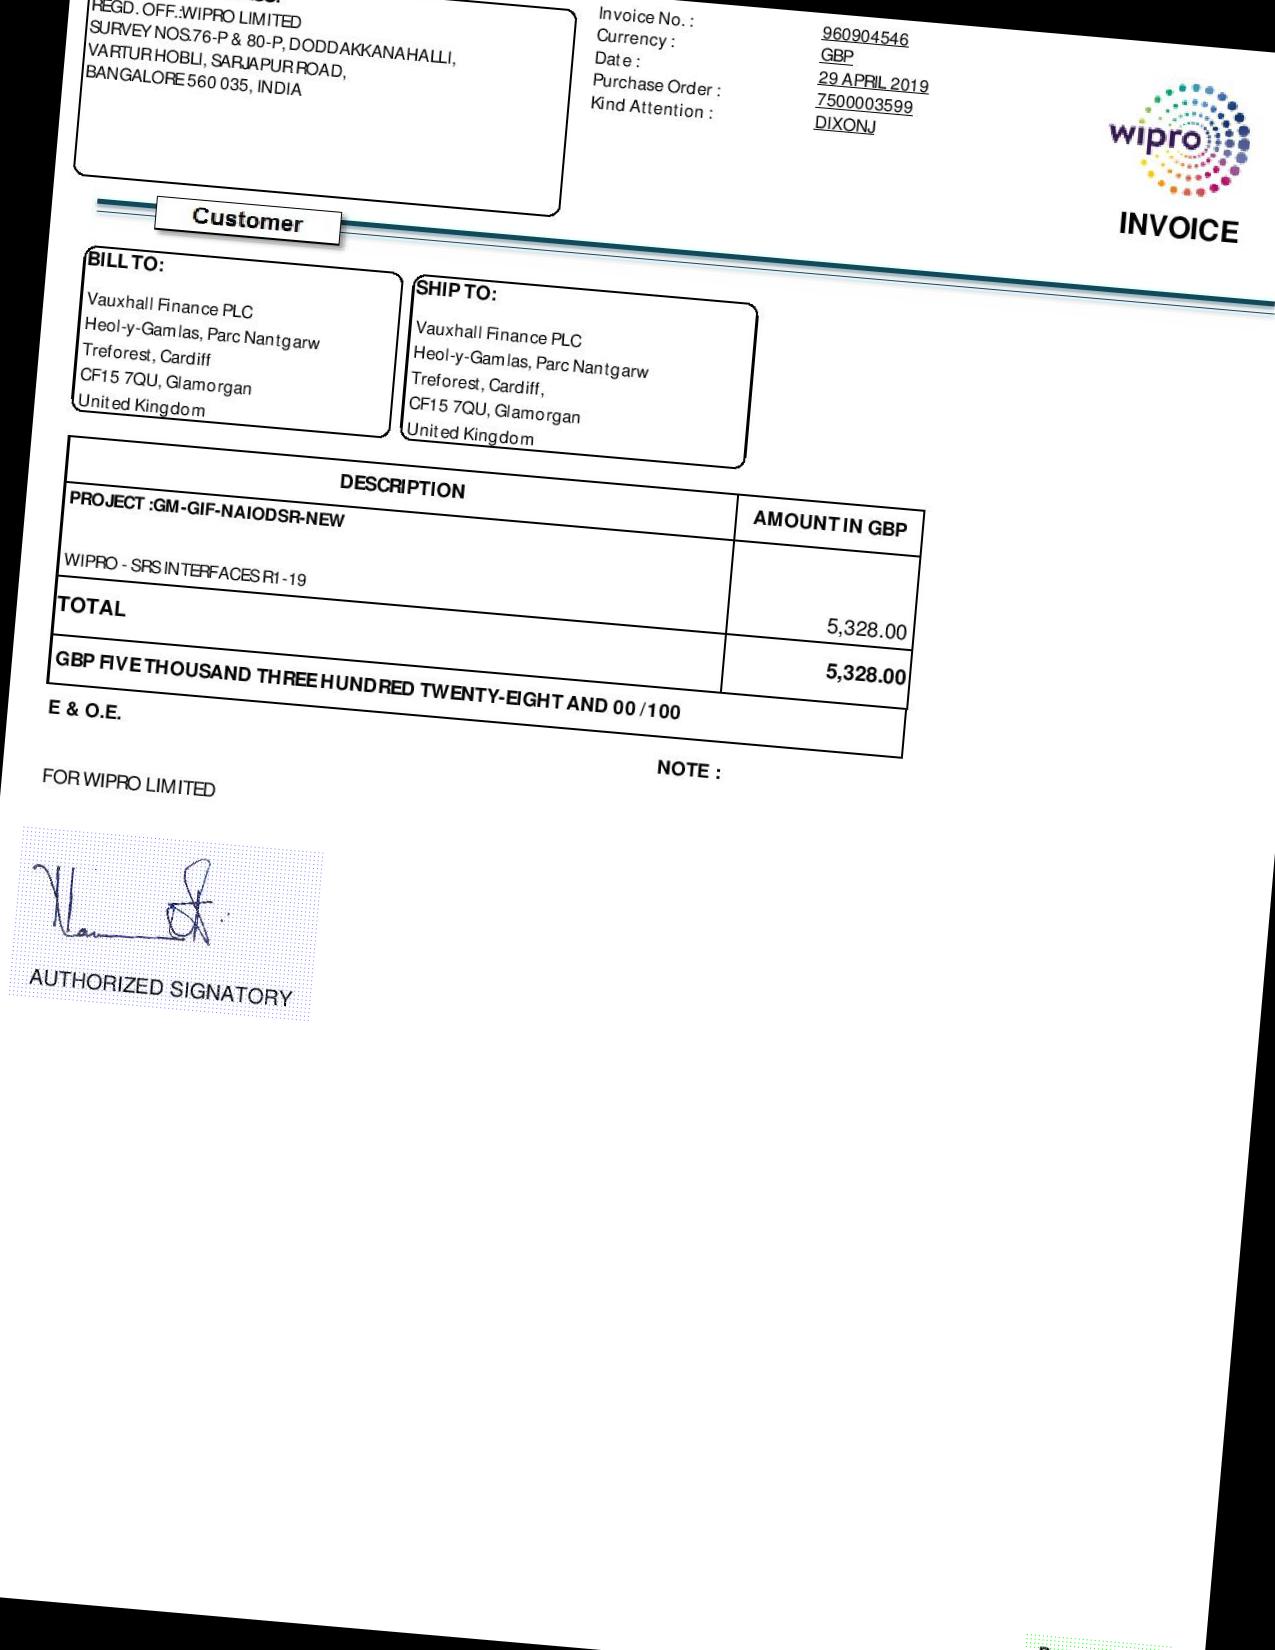 REGD. OFF.:WIPRO LIMITED
SURVEY NOS.76-P & 80-P, DODDAKKANAHALLI,
VARTUR HOBLI, SARJAPUR ROAD,
BANGALORE 560 035, INDIA
Invoice No. : 960904546
Currency : GBP
Date : 29 APRIL 2019
Purchase Order : 7500003599
Kind Attention : DIXONJ
wipro
INVOICE
Customer
BILL TO:
Vauxhall Finance PLC
Heol-y-Gamlas, Parc Nantgarw
Treforest, Cardiff
CF15 7QU, Glamorgan
United Kingdom
SHIP TO:
Vauxhall Finance PLC
Heol-y-Gamlas, Parc Nantgarw
Treforest, Cardiff,
CF15 7QU, Glamorgan
United Kingdom
DESCRIPTION AMOUNT IN GBP
PROJECT :GM-GIF-NAIODSR-NEW
WIPRO - SRS INTERFACES R1-19 5,328.00
TOTAL 5,328.00
GBP FIVE THOUSAND THREE HUNDRED TWENTY-EIGHT AND 00 /100
E & O.E.
NOTE :
FOR WIPRO LIMITED
AUTHORIZED SIGNATORY